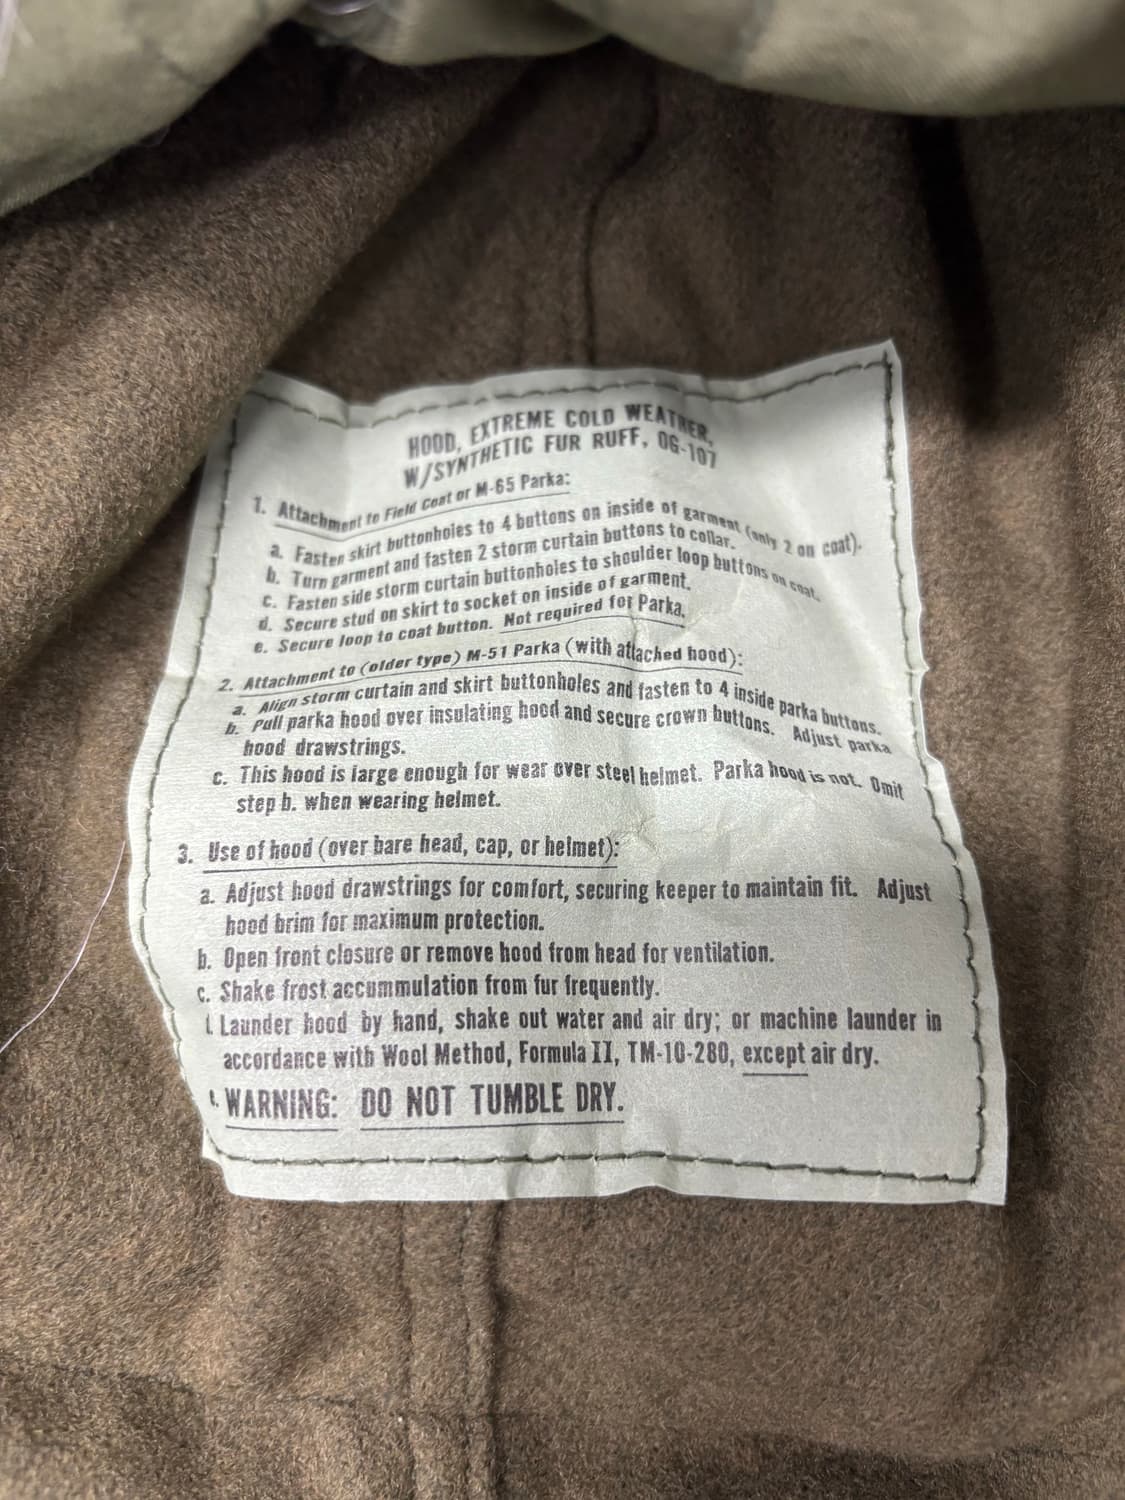 HOOD, EXTREME COLD WEATHER,
W/SYNTHETIC FUR RUFF, OG-107
1. Attachment to Field Coat or M-65 Parka:
a. Fasten skirt buttonholes to 4 buttons on inside of garment (only 2 on coat).
b. Turn garment and fasten 2 storm curtain buttons to collar.
c. Fasten side storm curtain buttonholes to shoulder loop buttons on coat.
d. Secure stud on skirt to socket on inside of garment.
e. Secure loop to coat button. Not required for Parka.
2. Attachment to (older type) M-51 Parka (with attached hood):
a. Align storm curtain and skirt buttonholes and fasten to 4 inside parka buttons.
b. Pull parka hood over insulating hood and secure crown buttons. Adjust parka
hood drawstrings.
c. This hood is large enough for wear over steel helmet. Parka hood is not. Omit
step b. when wearing helmet.
3. Use of hood (over bare head, cap, or helmet):
a. Adjust hood drawstrings for comfort, securing keeper to maintain fit. Adjust
hood brim for maximum protection.
b. Open front closure or remove hood from head for ventilation.
c. Shake frost accummulation from fur frequently.
Launder hood by hand, shake out water and air dry; or machine launder in
accordance with Wool Method, Formula II, TM-10-280, except air dry.
WARNING: DO NOT TUMBLE DRY.